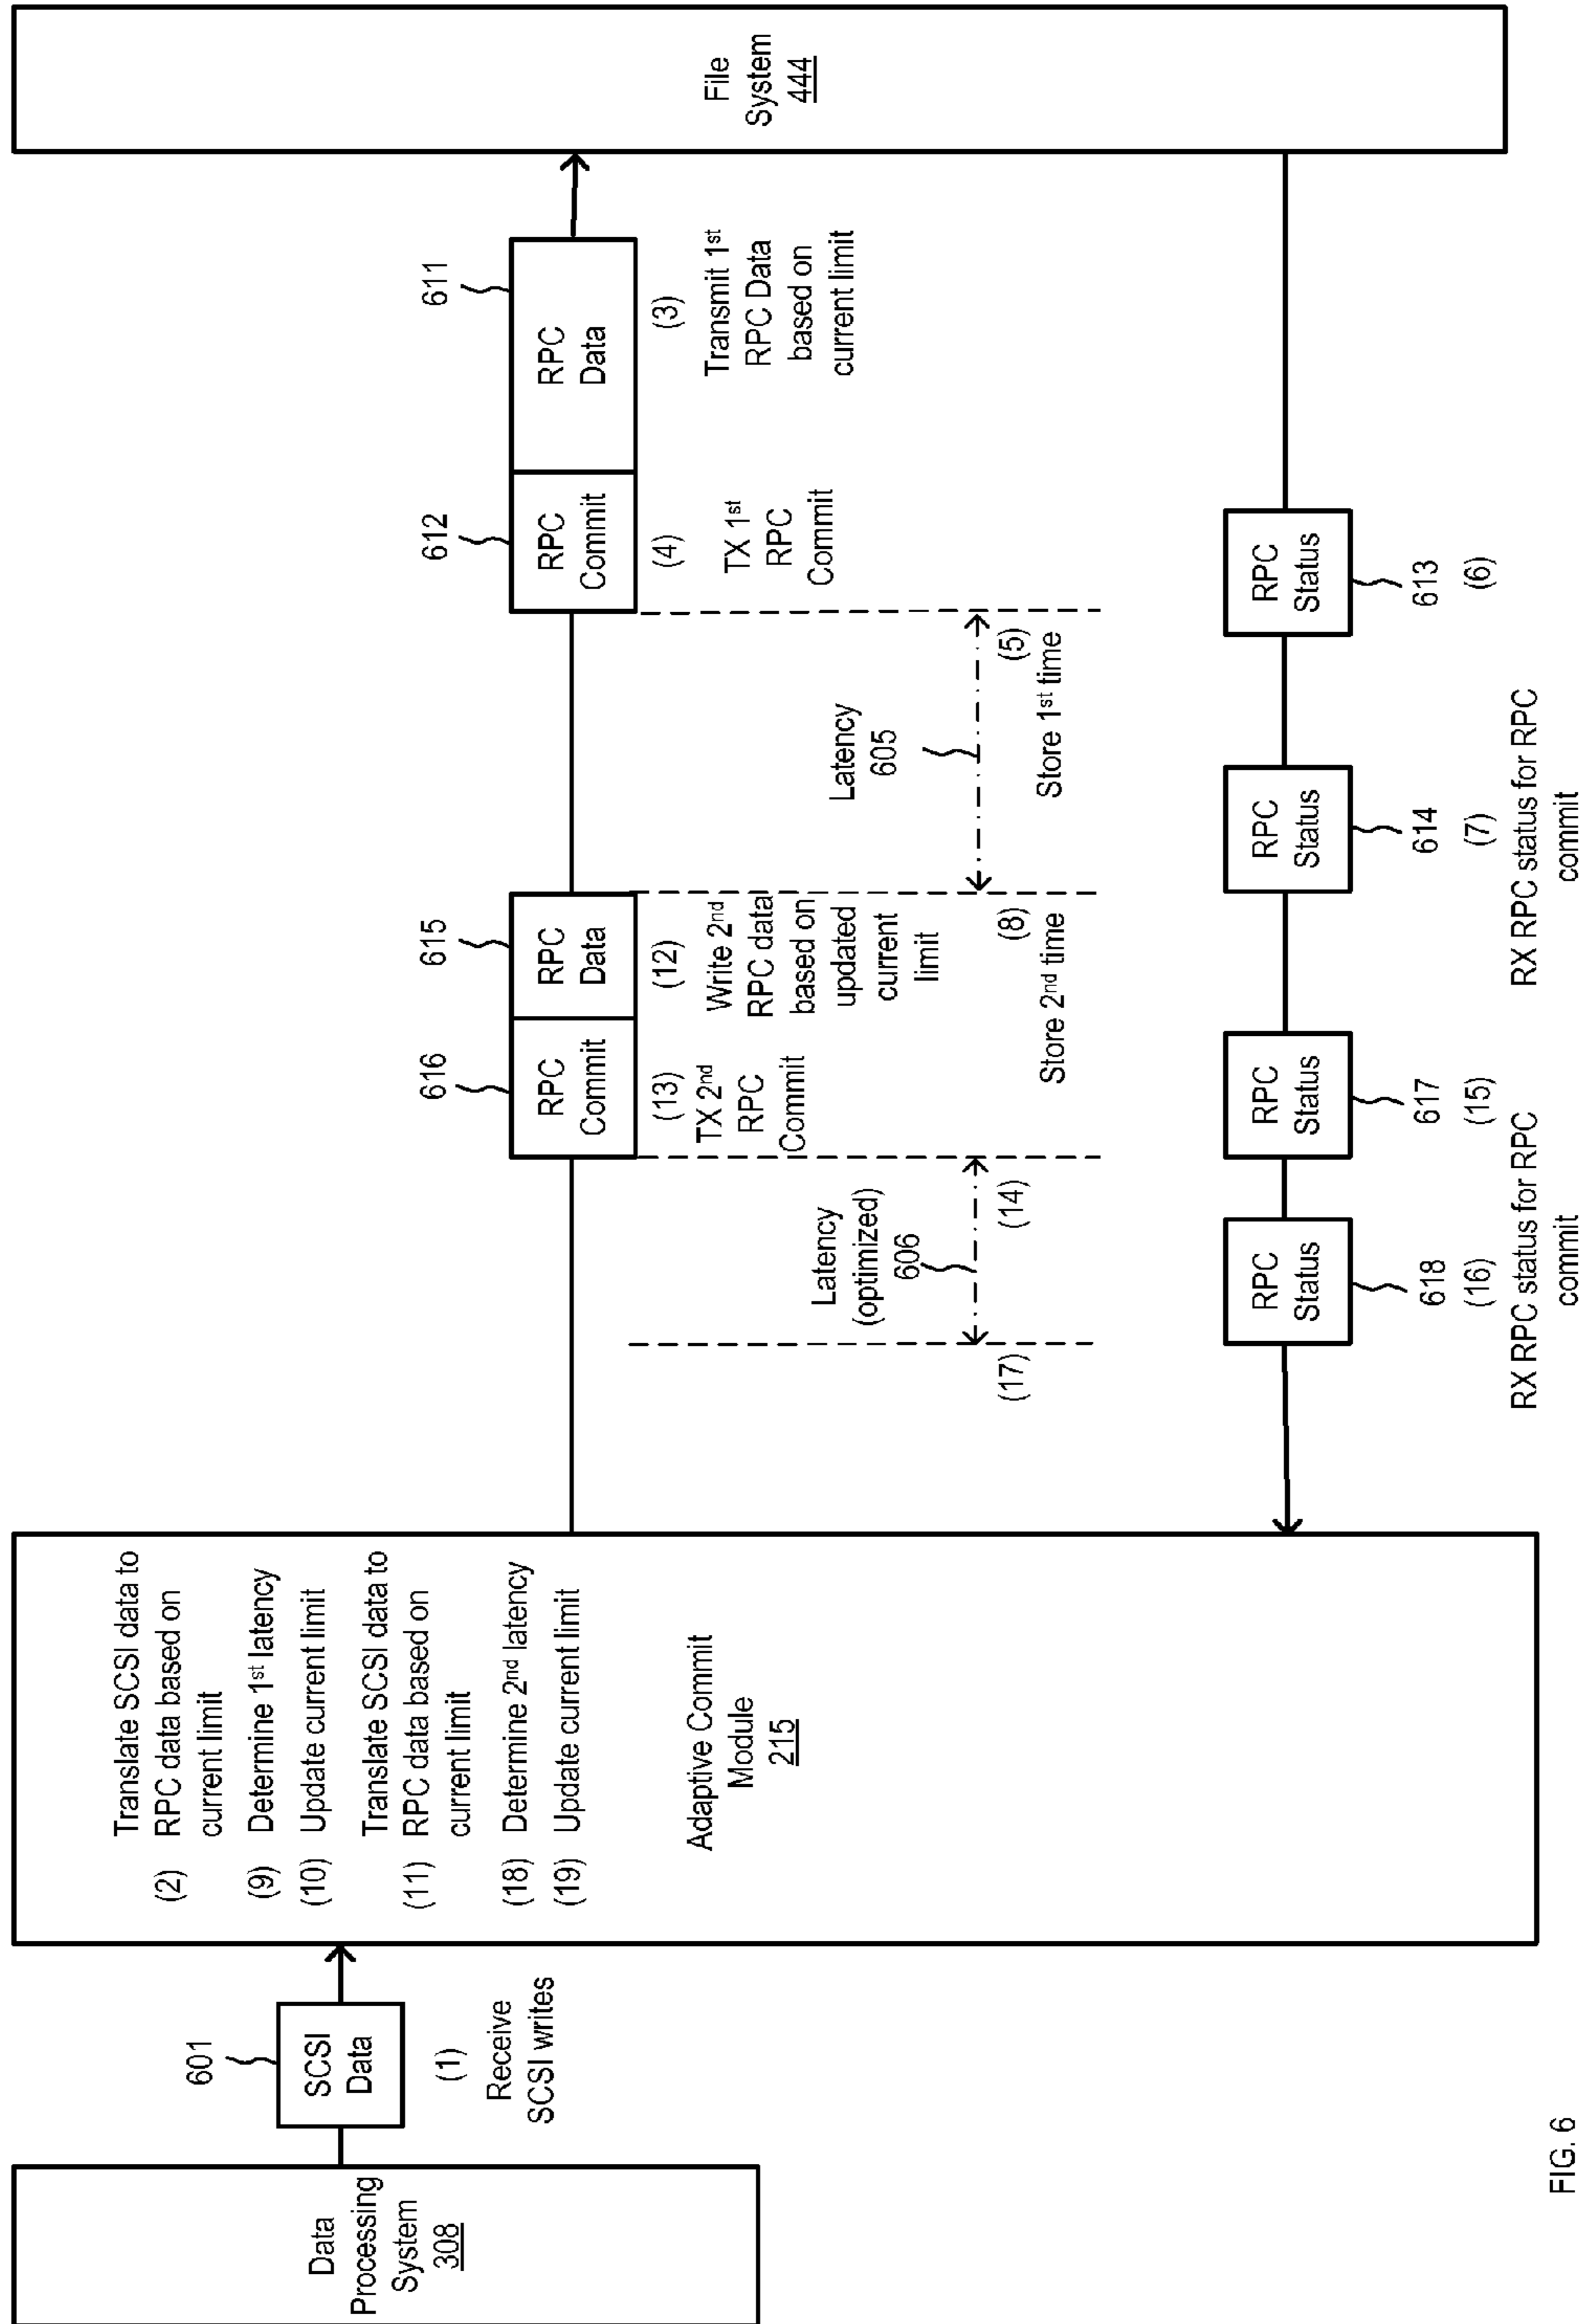 Data
Processing
System
308
601
SCSI
Data
(1)
Receive
SCSI writes
Translate SCSI data to
(2) RPC data based on
current limit
(9) Determine 1st latency
(10) Update current limit
Translate SCSI data to
(11) RPC data based on
current limit
(18) Determine 2nd latency
(19) Update current limit
Adaptive Commit
Module
215
616
RPC
Commit
(13)
TX 2nd
RPC
Commit
615
RPC
Data
(12)
Write 2nd
RPC data
based on
updated
current
limit
612
RPC
Commit
(4)
TX 1st
RPC
Commit
611
RPC
Data
(3)
Transmit 1st
RPC Data
based on
current limit
Latency
(optimized)
606
(17)
(14)
Latency
605
(8)
Store 2nd time
(5)
Store 1st time
RPC
Status
618
(16)
RX RPC status for RPC
commit
RPC
Status
617
(15)
RPC
Status
614
(7)
RX RPC status for RPC
commit
RPC
Status
613
(6)
File
System
444
FIG. 6